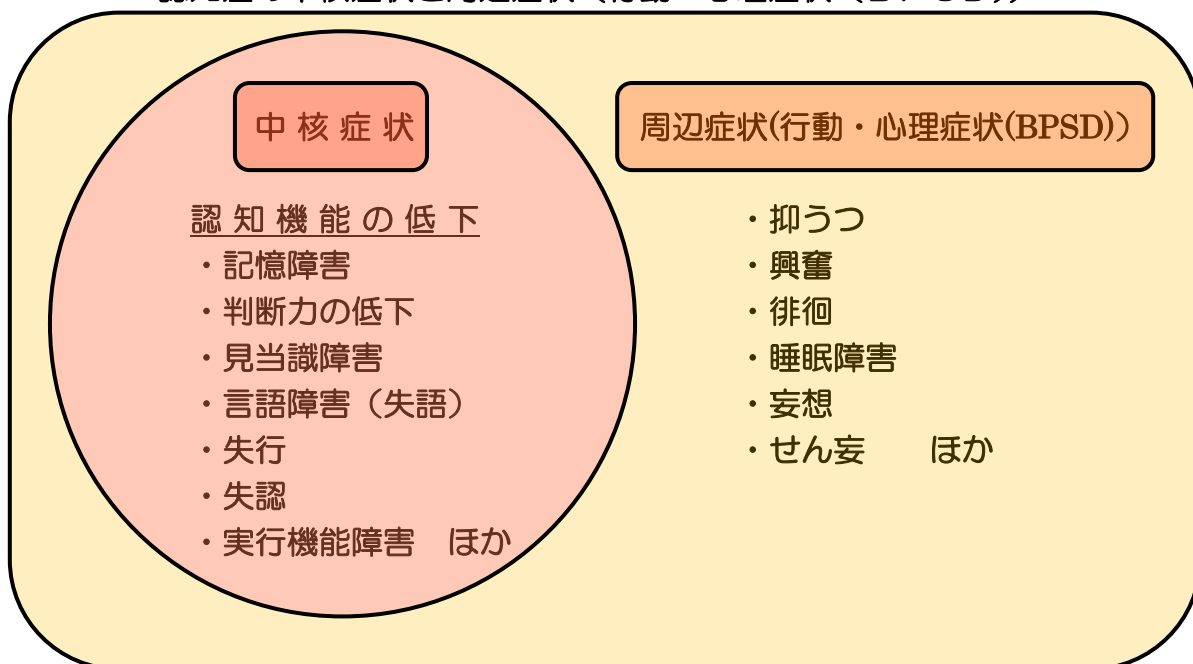 中核症状
認知機能の低下
・記憶障害
・判断力の低下
・見当識障害
・言語障害（失語）
・失行
・失認
・実行機能障害　ほか
周辺症状(行動・心理症状(BPSD)）
・抑うつ
・興奮
・徘徊
・睡眠障害
・妄想
・せん妄　　ほか